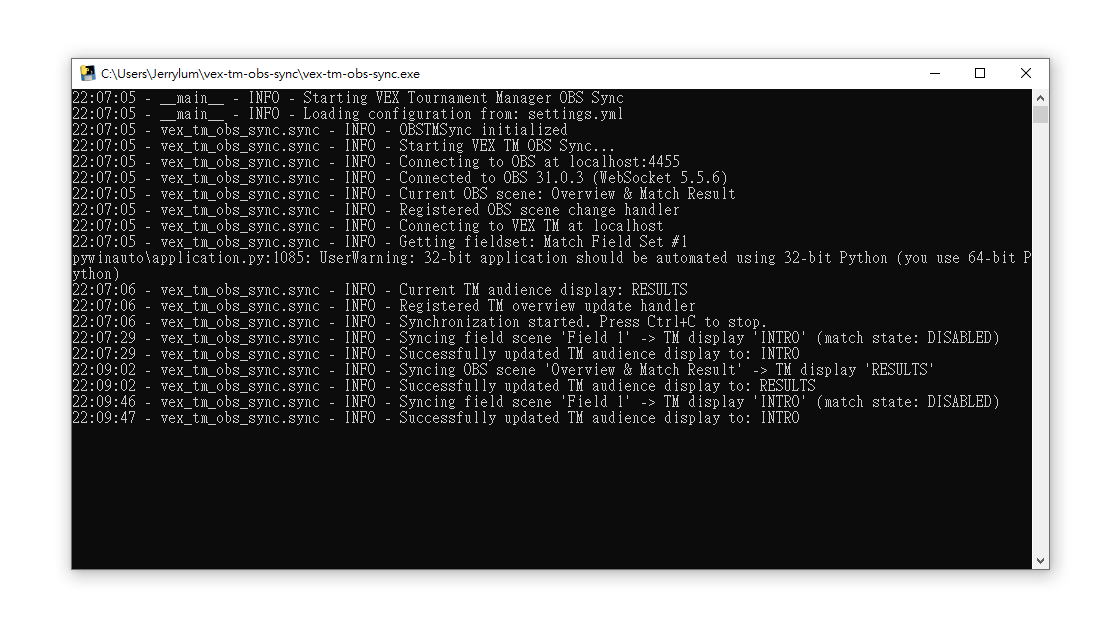 C:\Users\Jerrylum\vex-tm-obs-sync\vex-tm-obs-sync.exe
22:07:05 - __main__ - INFO - Starting VEX Tournament Manager OBS Sync
22:07:05 - __main__ - INFO - Loading configuration from: settings.yml
22:07:05 - vex_tm_obs_sync.sync - INFO - OBSTMSync initialized
22:07:05 - vex_tm_obs_sync.sync - INFO - Starting VEX TM OBS Sync...
22:07:05 - vex_tm_obs_sync.sync - INFO - Connecting to OBS at localhost:4455
22:07:05 - vex_tm_obs_sync.sync - INFO - Connected to OBS 31.0.3 (WebSocket 5.5.6)
22:07:05 - vex_tm_obs_sync.sync - INFO - Current OBS scene: Overview & Match Result
22:07:05 - vex_tm_obs_sync.sync - INFO - Registered OBS scene change handler
22:07:05 - vex_tm_obs_sync.sync - INFO - Connecting to VEX TM at localhost
22:07:05 - vex_tm_obs_sync.sync - INFO - Getting fieldset: Match Field Set #1
pywinauto\application.py:1085: UserWarning: 32-bit application should be automated using 32-bit Python (you use 64-bit P
ython)
22:07:06 - vex_tm_obs_sync.sync - INFO - Current TM audience display: RESULTS
22:07:06 - vex_tm_obs_sync.sync - INFO - Registered TM overview update handler
22:07:06 - vex_tm_obs_sync.sync - INFO - Synchronization started. Press Ctrl+C to stop.
22:07:29 - vex_tm_obs_sync.sync - INFO - Syncing field scene 'Field 1' -> TM display 'INTRO' (match state: DISABLED)
22:07:29 - vex_tm_obs_sync.sync - INFO - Successfully updated TM audience display to: INTRO
22:09:02 - vex_tm_obs_sync.sync - INFO - Syncing OBS scene 'Overview & Match Result' -> TM display 'RESULTS'
22:09:02 - vex_tm_obs_sync.sync - INFO - Successfully updated TM audience display to: RESULTS
22:09:46 - vex_tm_obs_sync.sync - INFO - Syncing field scene 'Field 1' -> TM display 'INTRO' (match state: DISABLED)
22:09:47 - vex_tm_obs_sync.sync - INFO - Successfully updated TM audience display to: INTRO